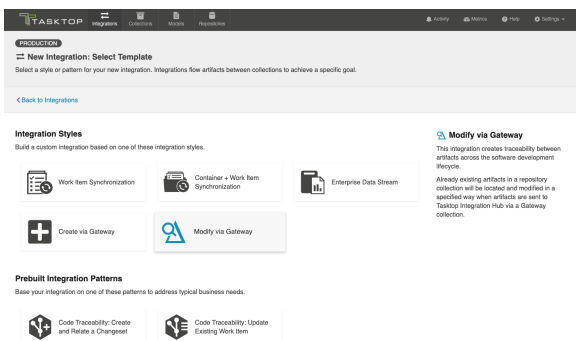 TASKTOP
Integrations
Collections
Models
Repositories
Activity
Metrics
Help
Settings
PRODUCTION
New Integration: Select Template
Select a style or pattern for your new integration. Integrations flow artifacts between collections to achieve a specific goal.
Back to Integrations
Integration Styles
Build a custom integration based on one of these integration styles.
Work Item Synchronization
Container + Work Item
Synchronization
Enterprise Data Stream
Create via Gateway
Modify via Gateway
Prebuilt Integration Patterns
Base your integration on one of these patterns to address typical business needs.
Code Traceability: Create
and Relate a Changeset
Code Traceability: Update
Existing Work Item
Modify via Gateway
This integration creates traceability between
artifacts across the software development
lifecycle.
Already existing artifacts in a repository
collection will be located and modified in a
specified way when artifacts are sent to
Tasktop Integration Hub via a Gateway
collection.